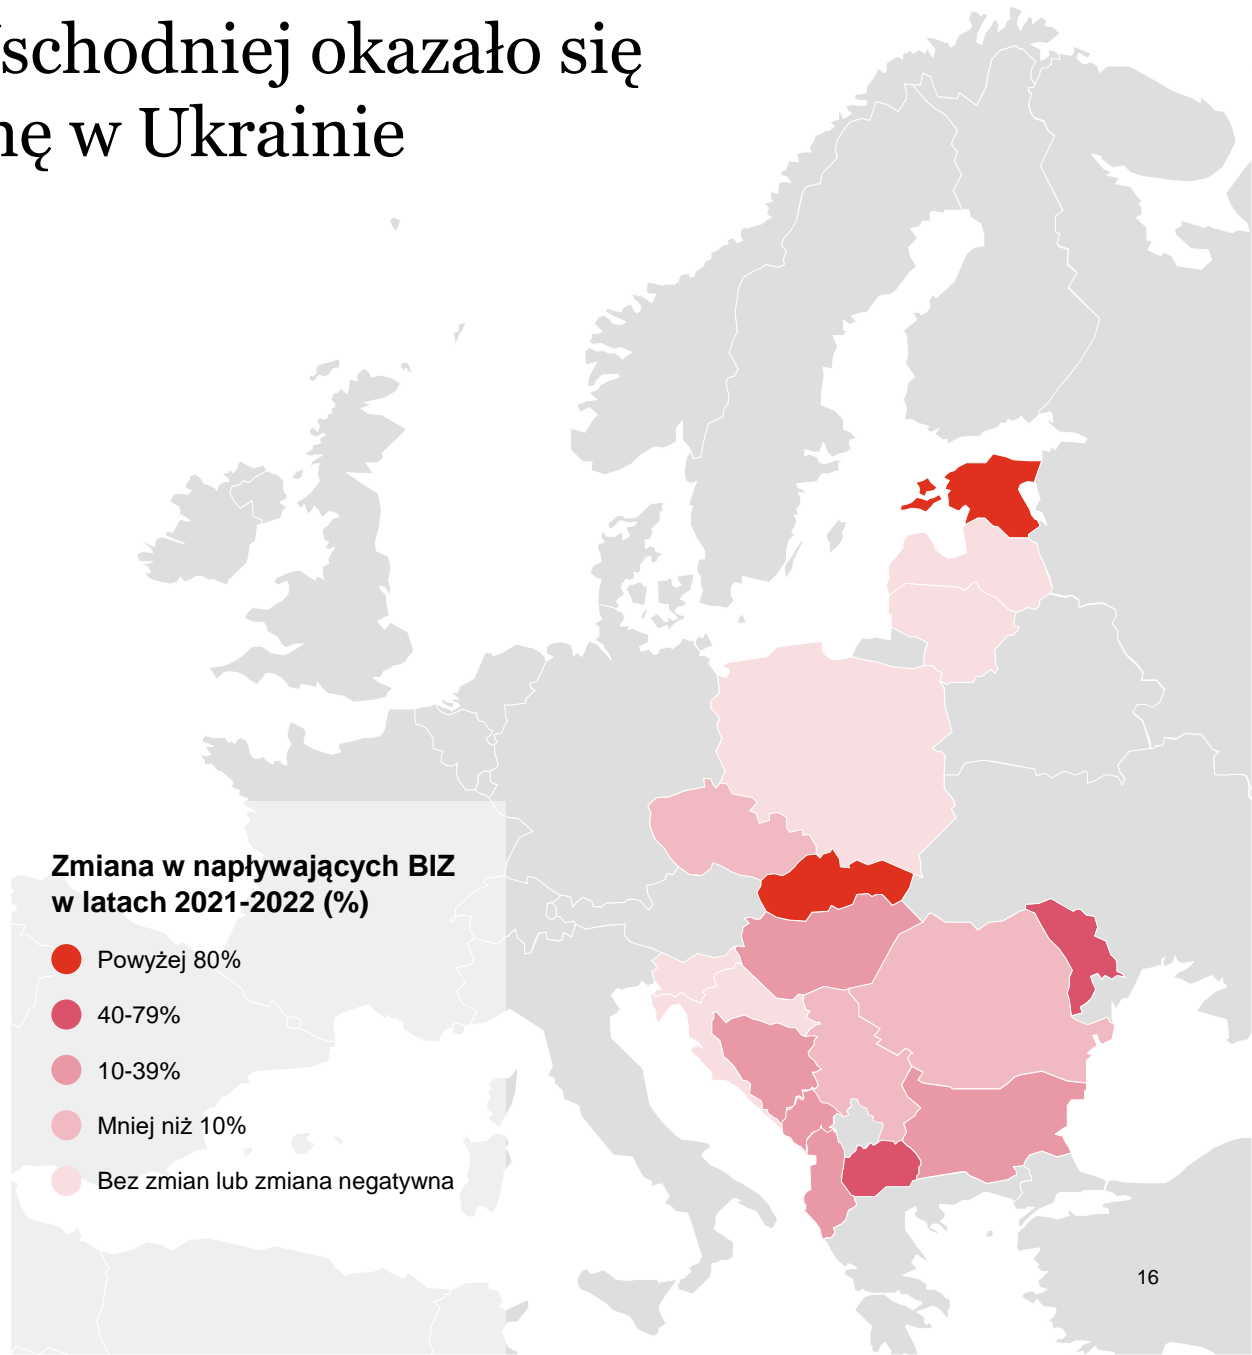 schodniej okazało się
nę w Ukrainie
Zmiana w napływających BIZ
w latach 2021-2022 (%)
Powyżej 80%
40-79%
10-39%
Mniej niż 10%
Bez zmian lub zmiana negatywna
16